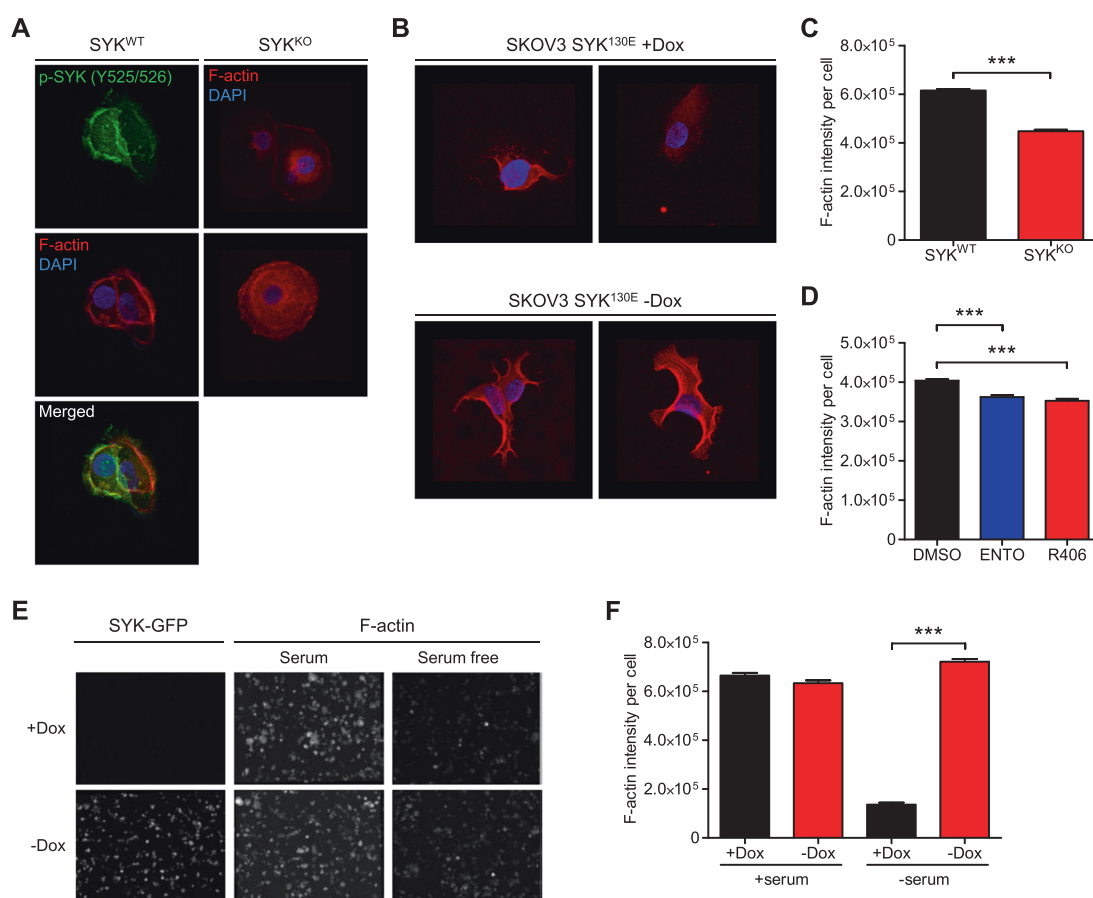 A
SYK^WT
SYK^KO
p-SYK (Y525/526)
F-actin
DAPI
F-actin
DAPI
Merged
B
SKOV3 SYK^130E +Dox
SKOV3 SYK^130E -Dox
C
F-actin intensity per cell
8.0×10^5
6.0×10^5
4.0×10^5
2.0×10^5
0
***
SYK^WT
SYK^KO
D
F-actin intensity per cell
5.0×10^5
4.0×10^5
3.0×10^5
2.0×10^5
1.0×10^5
0
***
***
DMSO
ENTO
R406
E
SYK-GFP
F-actin
Serum
Serum free
+Dox
-Dox
F
F-actin intensity per cell
8.0×10^5
6.0×10^5
4.0×10^5
2.0×10^5
0
***
+Dox
-Dox
+Dox
-Dox
+serum
-serum